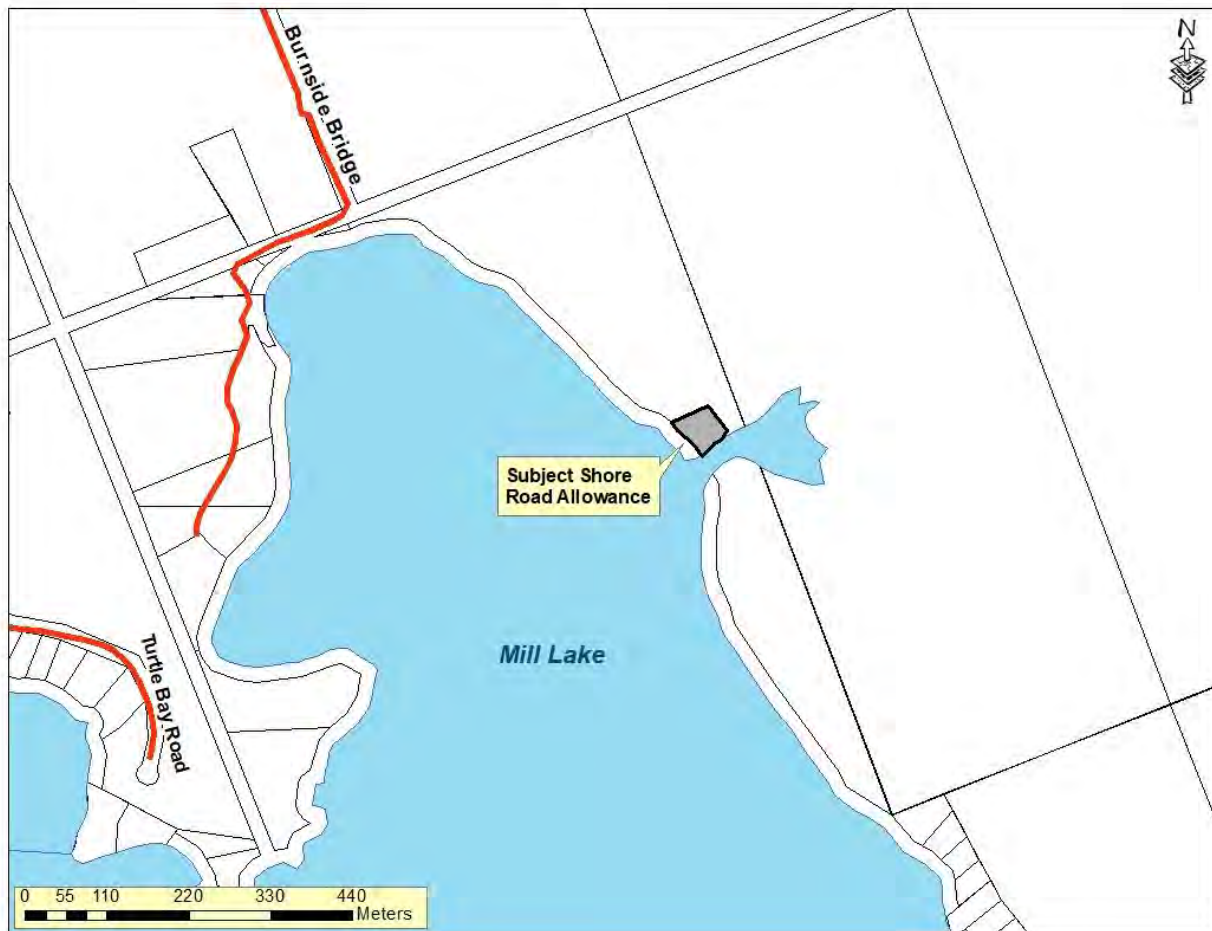 N
Burnside Bridge
Subject Shore
Road Allowance
Mill Lake
Turtle Bay Road
0 55 110 220 330 440
Meters